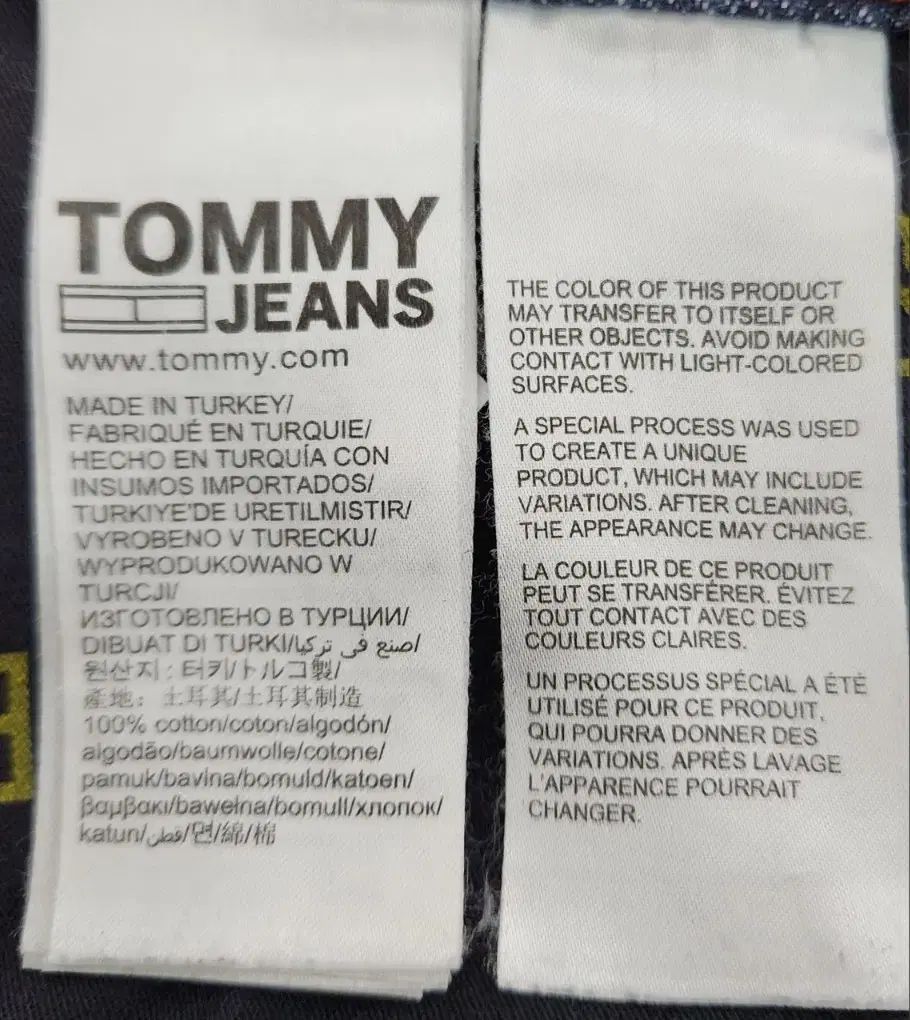 TOMMY
JEANS
www.tommy.com
MADE IN TURKEY/
FABRIQUÉ EN TURQUIE/
HECHO EN TURQUÍA CON
INSUMOS IMPORTADOS/
TURKIYE'DE URETILMISTIR/
VYROBENO V TURECKU/
WYPRODUKOWANO W
TURCJI/
ИЗГОТОВЛЕНО В ТУРЦИИ/
DIBUAT DI TURKI/صنع في تركيا/
원산지 : 터키/トルコ製/
產地： 土耳其/土耳其制造
100% cotton/coton/algodón/
algodão/baumwolle/cotone/
pamuk/bavlna/bomuld/katoen/
βαμβακι/bawełna/bomull/хлопок/
katun/قطن/면/綿/棉
THE COLOR OF THIS PRODUCT
MAY TRANSFER TO ITSELF OR
OTHER OBJECTS. AVOID MAKING
CONTACT WITH LIGHT-COLORED
SURFACES.
A SPECIAL PROCESS WAS USED
TO CREATE A UNIQUE
PRODUCT, WHICH MAY INCLUDE
VARIATIONS. AFTER CLEANING,
THE APPEARANCE MAY CHANGE.
LA COULEUR DE CE PRODUIT
PEUT SE TRANSFÉRER. ÉVITEZ
TOUT CONTACT AVEC DES
COULEURS CLAIRES.
UN PROCESSUS SPÉCIAL A ÉTÉ
UTILISÉ POUR CE PRODUIT,
QUI POURRA DONNER DES
VARIATIONS. APRÈS LAVAGE
L'APPARENCE POURRAIT
CHANGER.